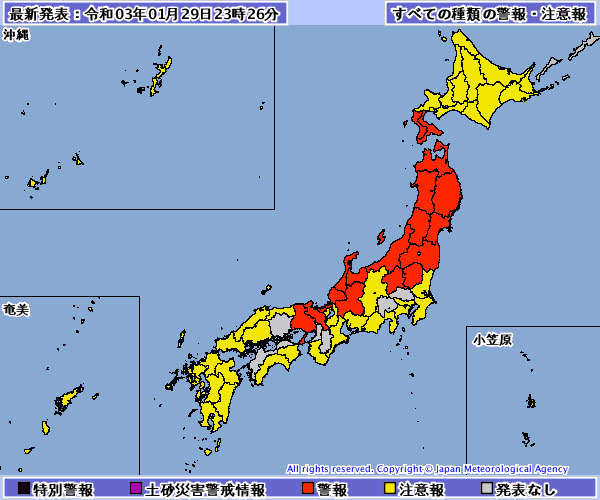 最新発表：令和03年01月29日23時26分
すべての種類の警報・注意報
沖縄
奄美
小笠原
All rights reserved. Copyright © Japan Meteorological Agency
特別警報 土砂災害警戒情報 警報 注意報 発表なし